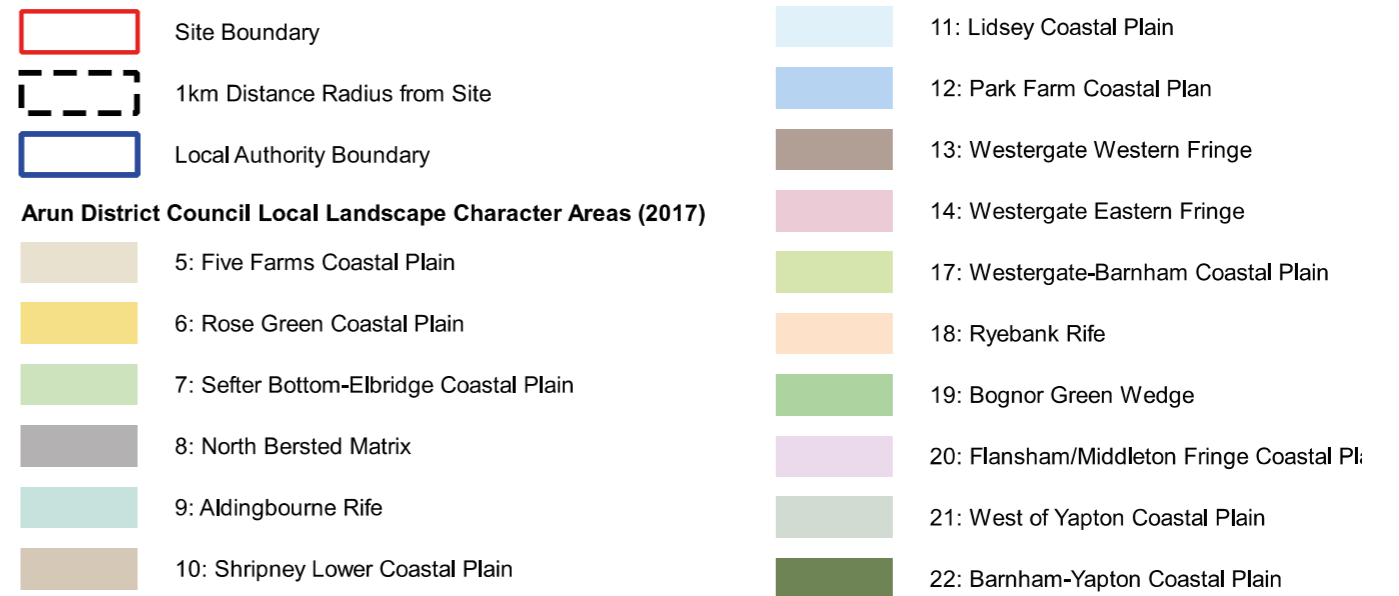 Site Boundary
1km Distance Radius from Site
Local Authority Boundary
Arun District Council Local Landscape Character Areas (2017)
5: Five Farms Coastal Plain
6: Rose Green Coastal Plain
7: Sefter Bottom-Elbridge Coastal Plain
8: North Bersted Matrix
9: Aldingbourne Rife
10: Shripney Lower Coastal Plain
11: Lidsey Coastal Plain
12: Park Farm Coastal Plan
13: Westergate Western Fringe
14: Westergate Eastern Fringe
17: Westergate-Barnham Coastal Plain
18: Ryebank Rife
19: Bognor Green Wedge
20: Flansham/Middleton Fringe Coastal
21: West of Yapton Coastal Plain
22: Barnham-Yapton Coastal Plain